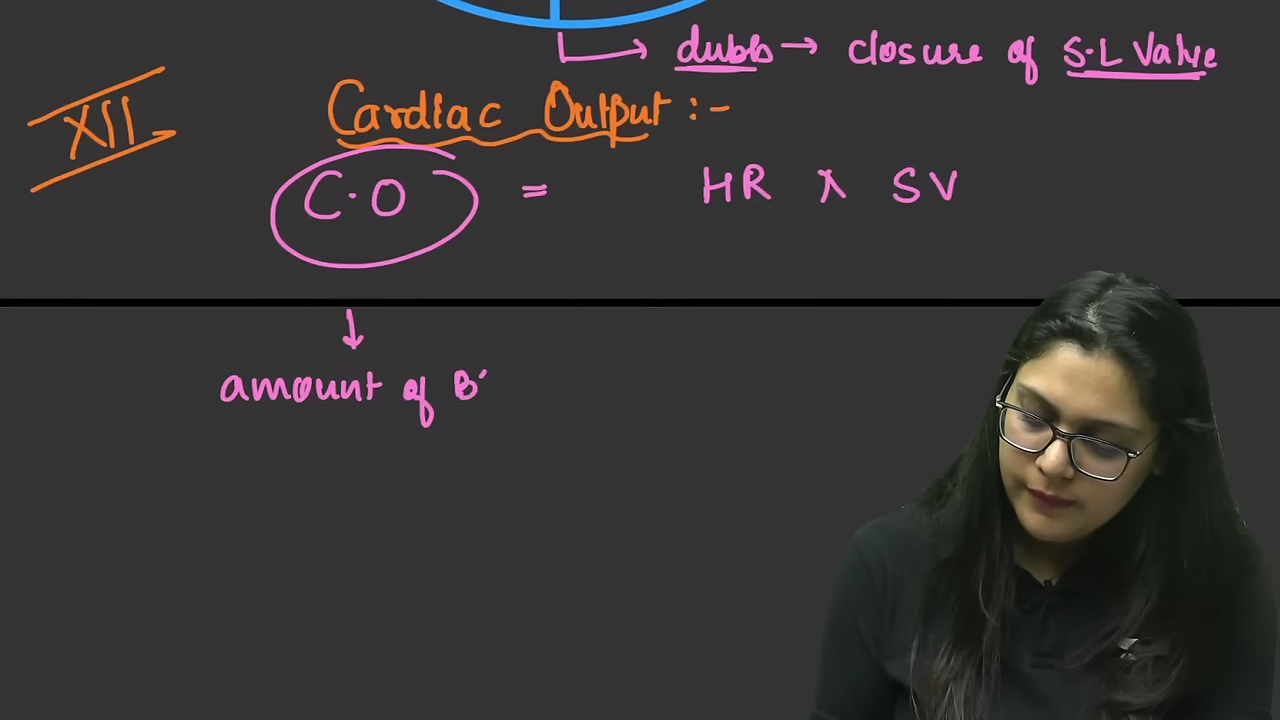 dubb → closure of S-L Valve
XII
Cardiac Output :-
C.O = HR x SV
amount of B